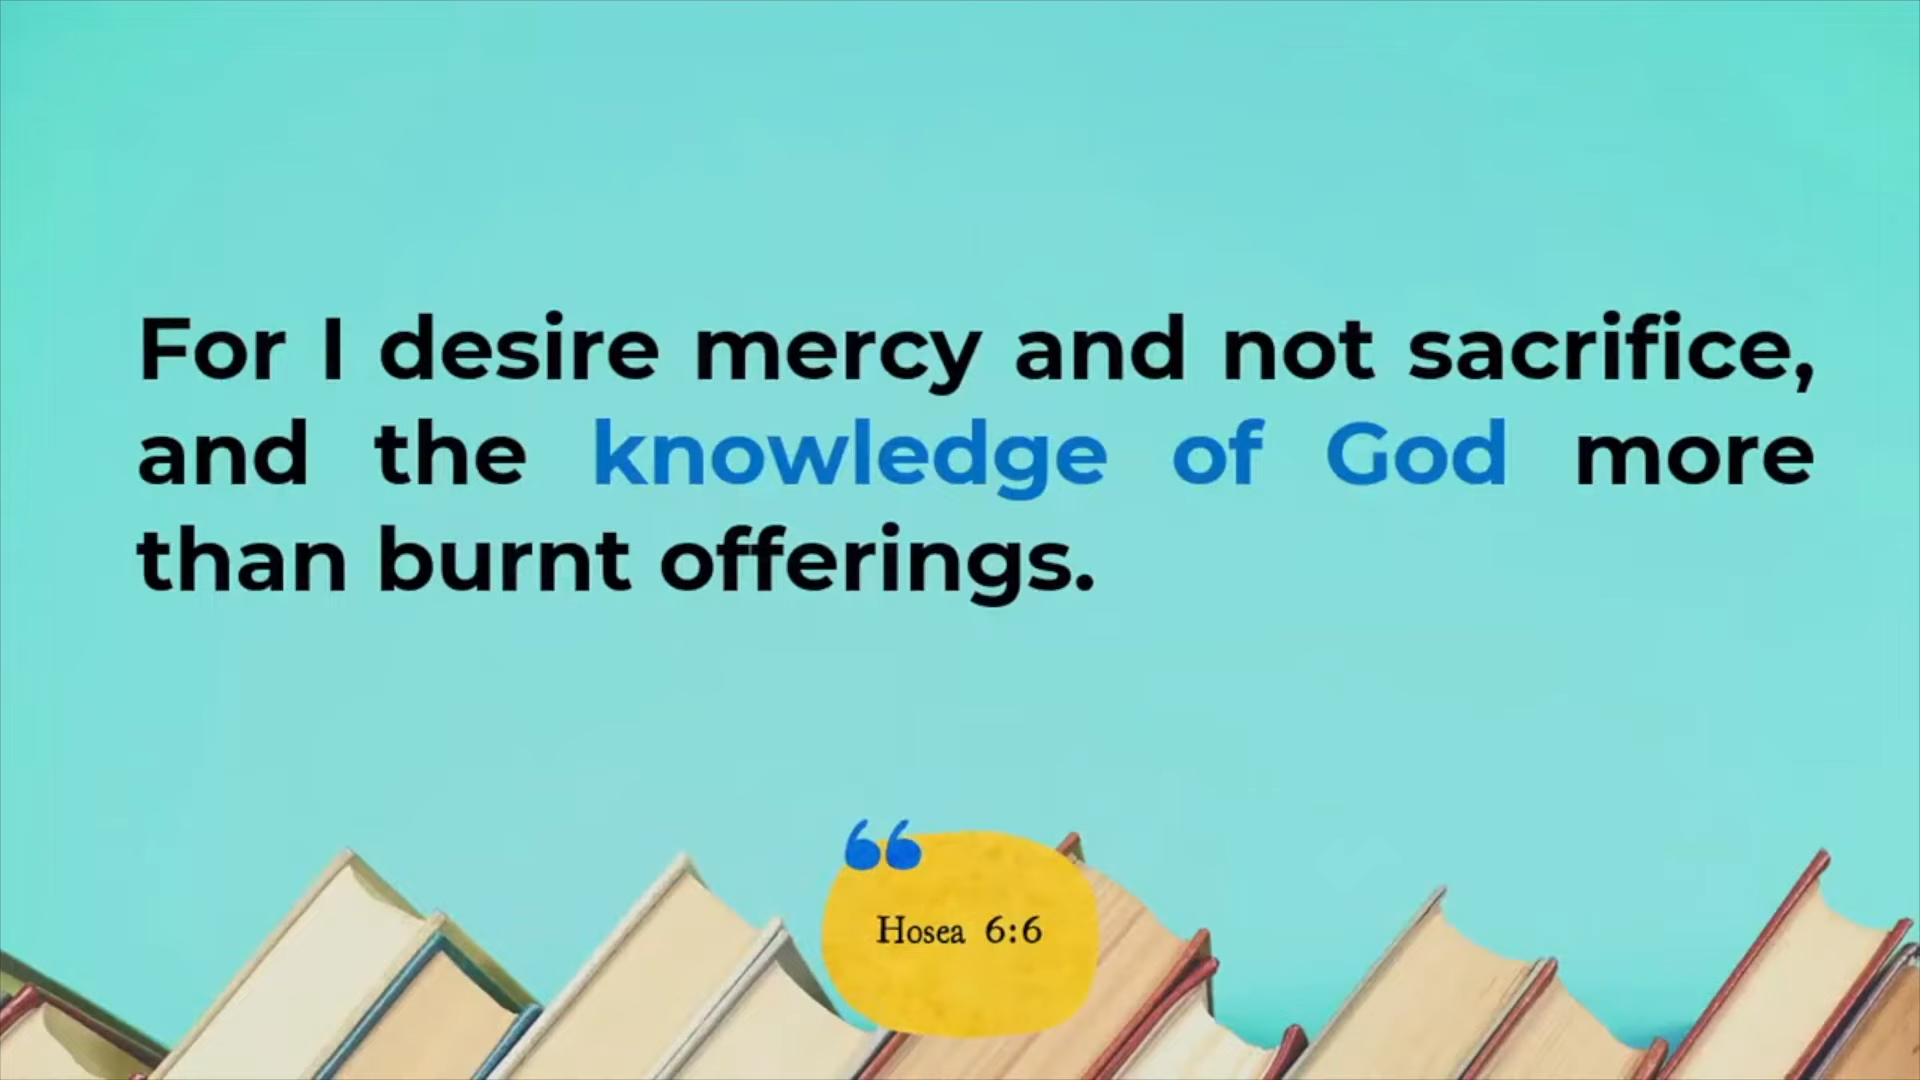 For I desire mercy and not sacrifice,
and the knowledge of God more
than burnt offerings.
Hosea 6:6